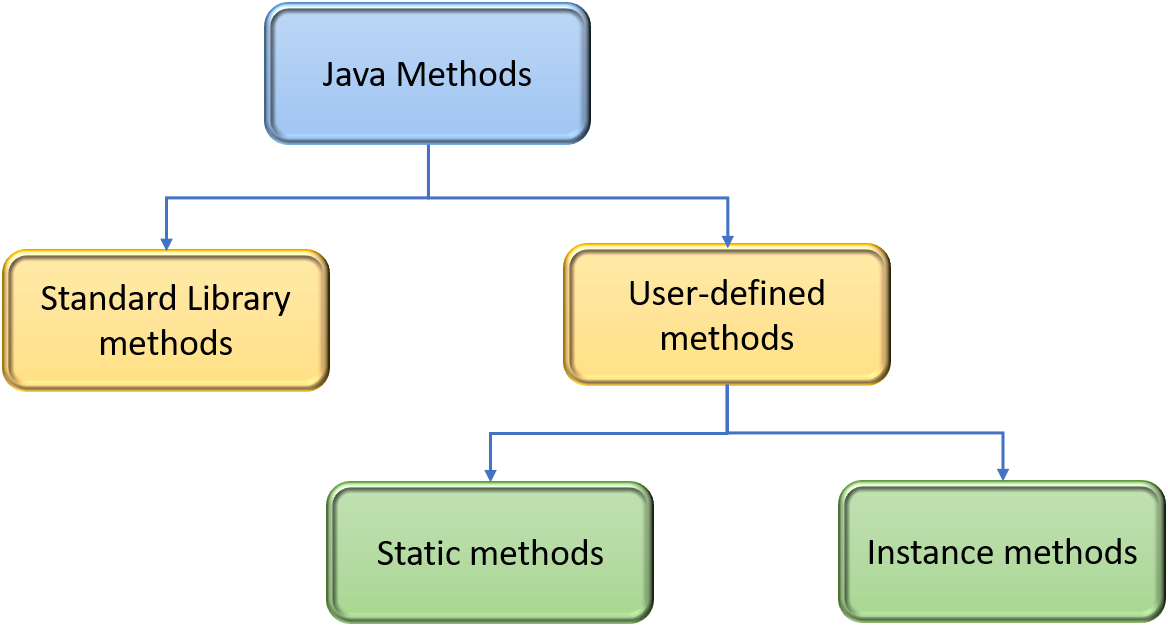 Java Methods
Standard Library
methods
User-defined
methods
Static methods
Instance methods